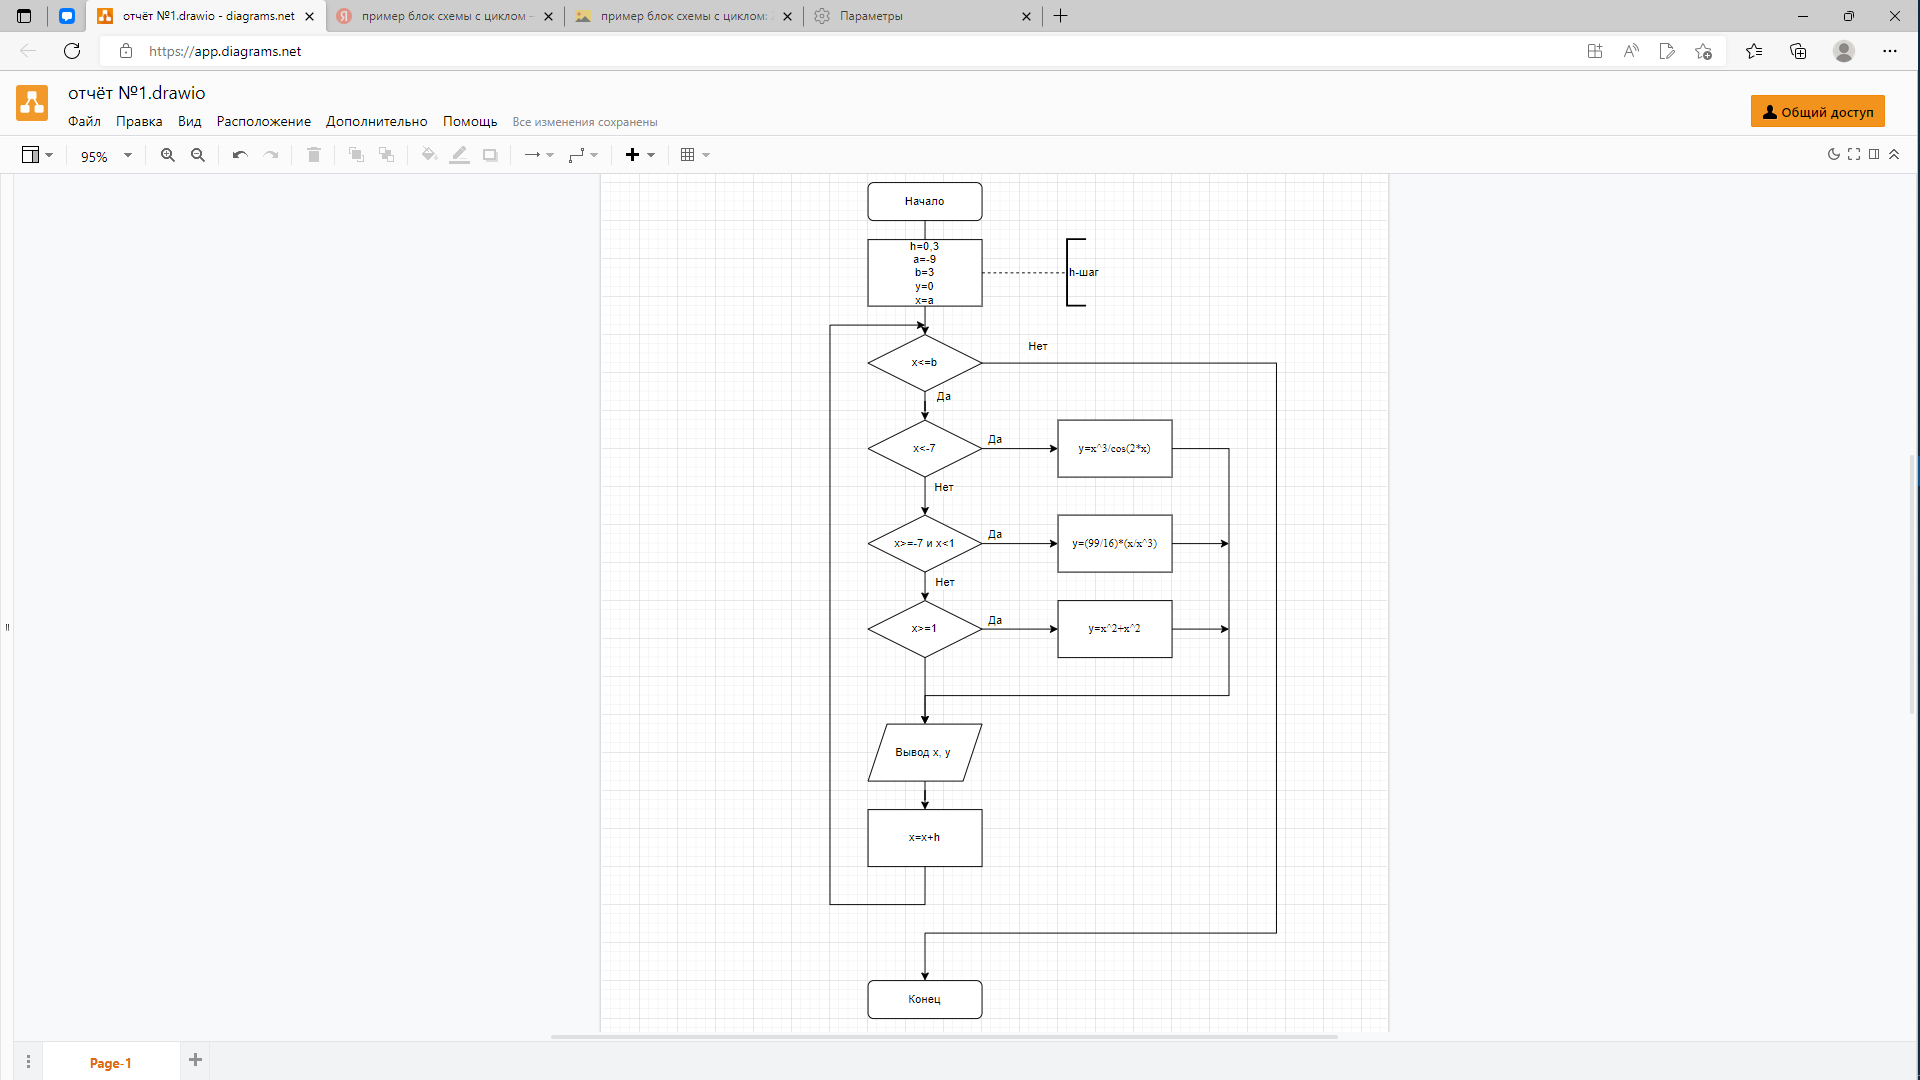 отчёт №1.drawio - diagrams.net
пример блок схемы с циклом -
пример блок схемы с циклом:
Параметры
https://app.diagrams.net
отчёт №1.drawio
Файл Правка Вид Расположение Дополнительно Помощь Все изменения сохранены
Общий доступ
95%
Начало
h=0,3
a=-9
b=3
y=0
x=a
h-шаг
x<=b
Нет
Да
x<-7
Да
y=x^3/cos(2*x)
Нет
x>=-7 и x<1
Да
y=(99/16)*(x/x^3)
Нет
x>=1
Да
y=x^2+x^2
Вывод x, y
x=x+h
Конец
Page-1